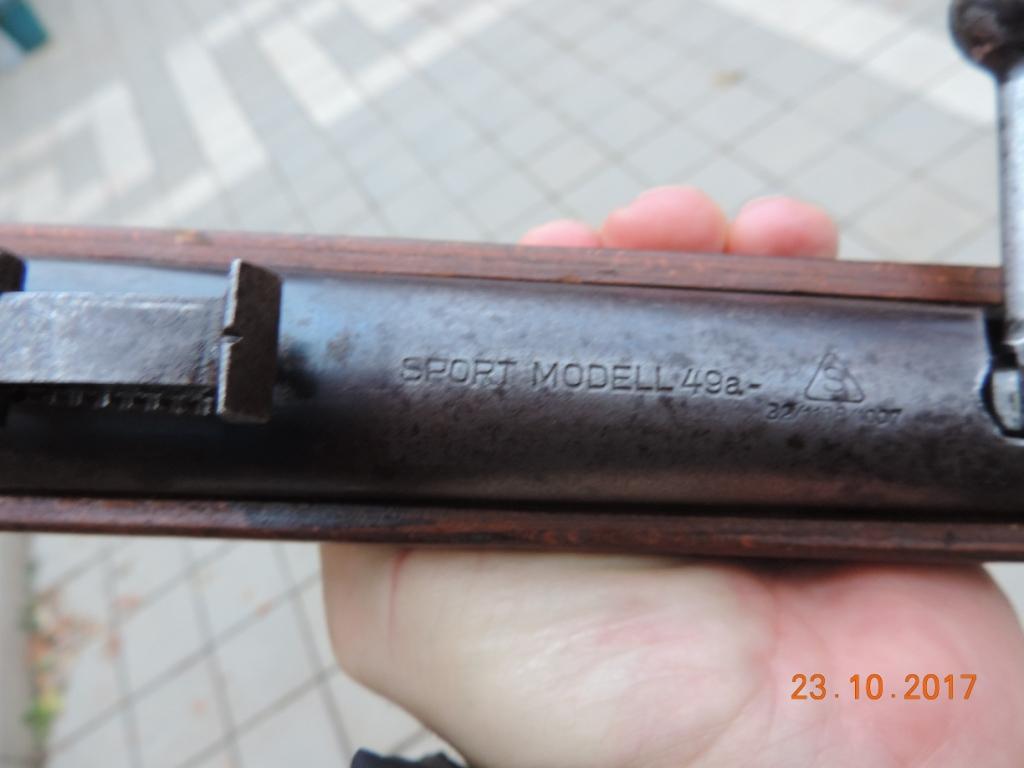 SPORT MODELL 49a-
S
23.10.2017